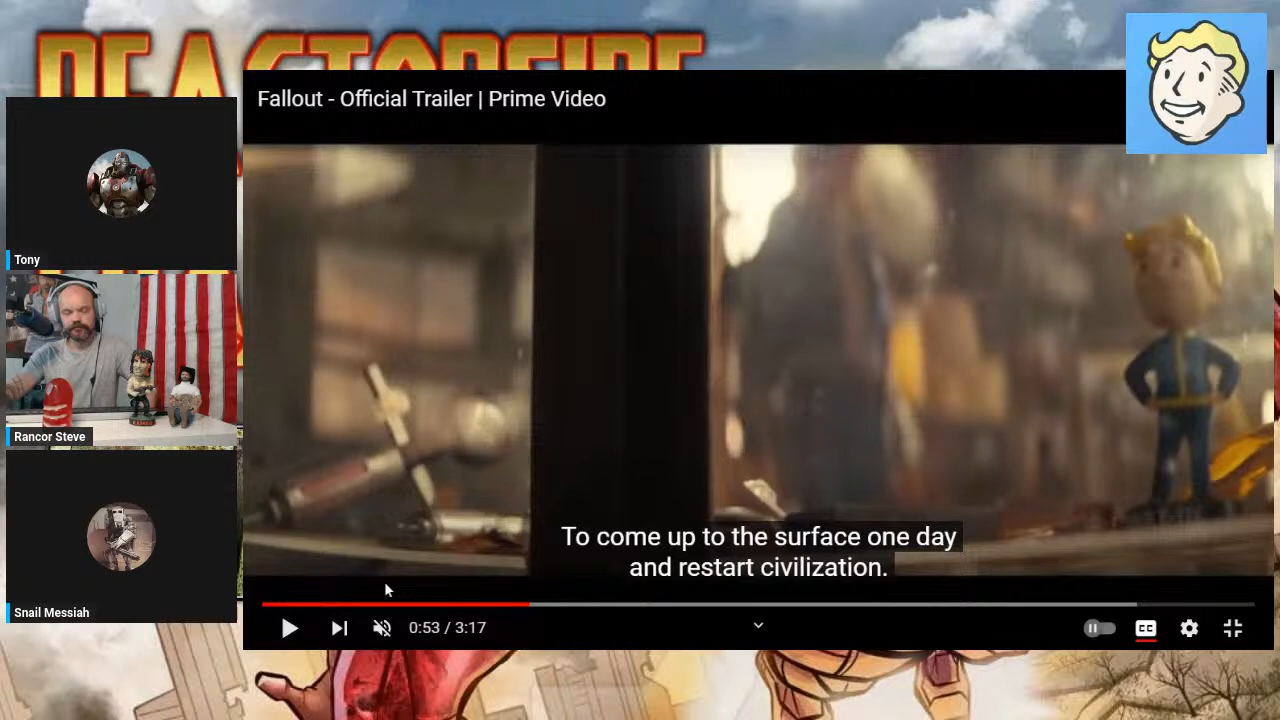 Fallout - Official Trailer | Prime Video
Tony
Rancor Steve
Snail Messiah
To come up to the surface one day
and restart civilization.
0:53 / 3:17
CC